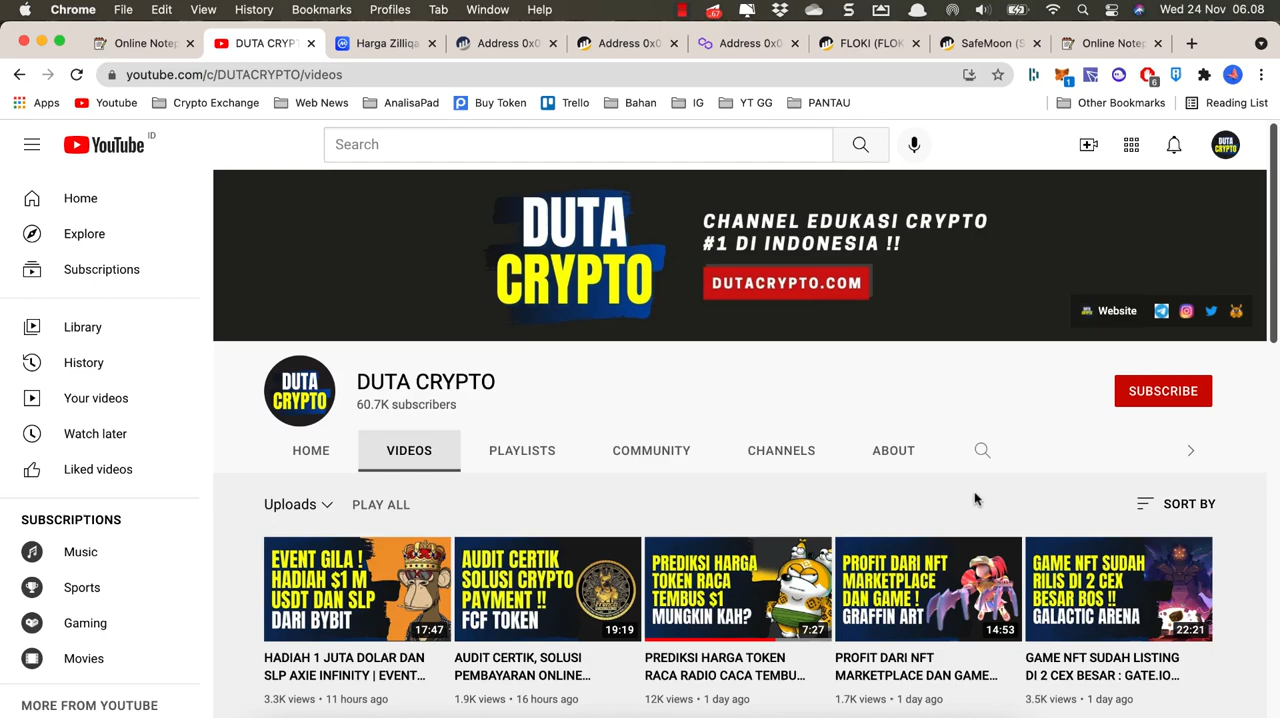 Chrome File Edit View History Bookmarks Profiles Tab Window Help 67 Wed 24 Nov 06.08
Online Notep DUTA CRYPT Harga Zilliqa Address 0x0 Address 0x0 Address 0x0 FLOKI (FLOK SafeMoon (S Online Notep
youtube.com/c/DUTACRYPTO/videos 1 6
Apps Youtube Crypto Exchange Web News AnalisaPad Buy Token Trello Bahan IG YT GG PANTAU Other Bookmarks Reading List
YouTube ID Search DUTA CRYPTO
Home
Explore
Subscriptions
Library
History
Your videos
Watch later
Liked videos
SUBSCRIPTIONS
Music
Sports
Gaming
Movies
MORE FROM YOUTUBE
DUTA
CRYPTO
CHANNEL EDUKASI CRYPTO
#1 DI INDONESIA !!
DUTACRYPTO.COM
Website
DUTA
CRYPTO
DUTA CRYPTO
60.7K subscribers
SUBSCRIBE
HOME VIDEOS PLAYLISTS COMMUNITY CHANNELS ABOUT
Uploads PLAY ALL SORT BY
EVENT GILA !
HADIAH $1 M
USDT DAN SLP
DARI BYBIT
17:47
HADIAH 1 JUTA DOLAR DAN
SLP AXIE INFINITY | EVENT...
3.3K views • 11 hours ago
AUDIT CERTIK
SOLUSI CRYPTO
PAYMENT !!
FCF TOKEN
19:19
AUDIT CERTIK, SOLUSI
PEMBAYARAN ONLINE...
1.9K views • 16 hours ago
PREDIKSI HARGA
TOKEN RACA
TEMBUS $1
MUNGKIN KAH?
7:27
PREDIKSI HARGA TOKEN
RACA RADIO CACA TEMBU...
12K views • 1 day ago
PROFIT DARI NFT
MARKETPLACE
DAN GAME !
GRAFFIN ART
14:53
PROFIT DARI NFT
MARKETPLACE DAN GAME...
1.7K views • 1 day ago
GAME NFT SUDAH
RILIS DI 2 CEX
BESAR BOS !!
GALACTIC ARENA
22:21
GAME NFT SUDAH LISTING
DI 2 CEX BESAR : GATE.IO...
3.5K views • 1 day ago